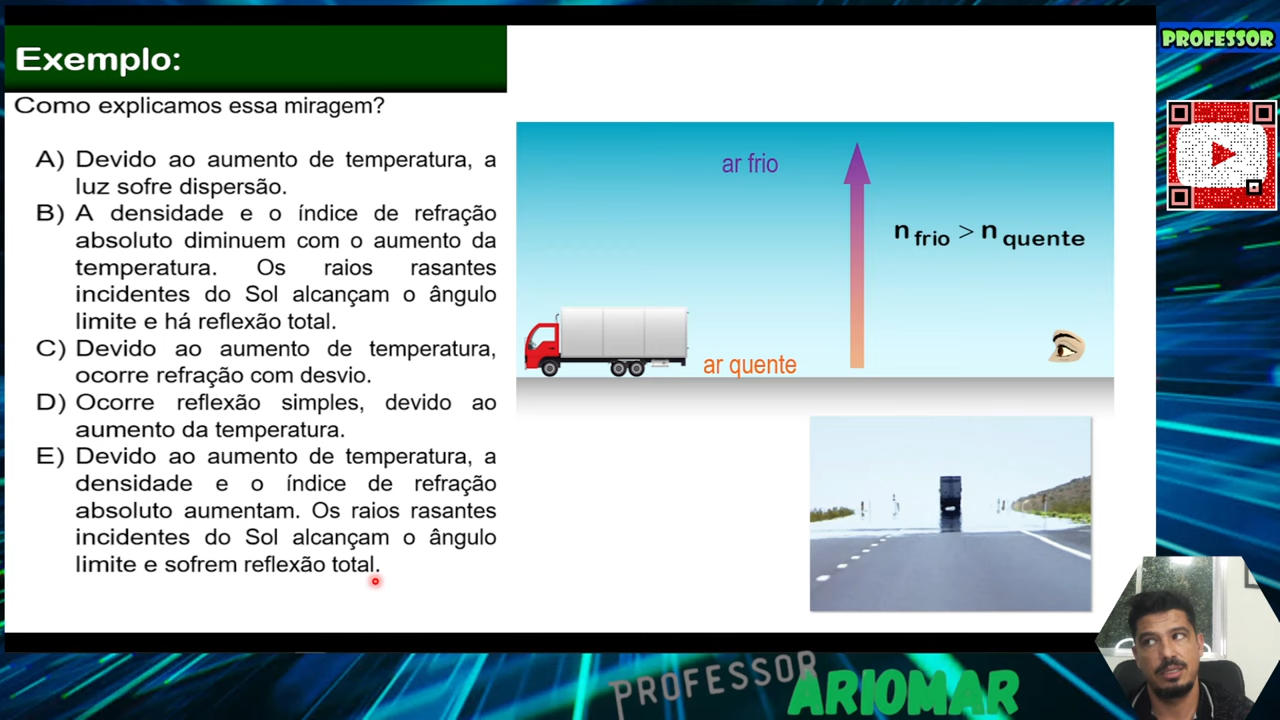 Exemplo:
Como explicamos essa miragem?
A) Devido ao aumento de temperatura, a
luz sofre dispersão.
B) A densidade e o índice de refração
absoluto diminuem com o aumento da
temperatura. Os raios rasantes
incidentes do Sol alcançam o ângulo
limite e há reflexão total.
C) Devido ao aumento de temperatura,
ocorre refração com desvio.
D) Ocorre reflexão simples, devido ao
aumento da temperatura.
E) Devido ao aumento de temperatura, a
densidade e o índice de refração
absoluto aumentam. Os raios rasantes
incidentes do Sol alcançam o ângulo
limite e sofrem reflexão total.
ar frio
n frio > n quente
ar quente
PROFESSOR
PROFESSOR
ARIOMAR